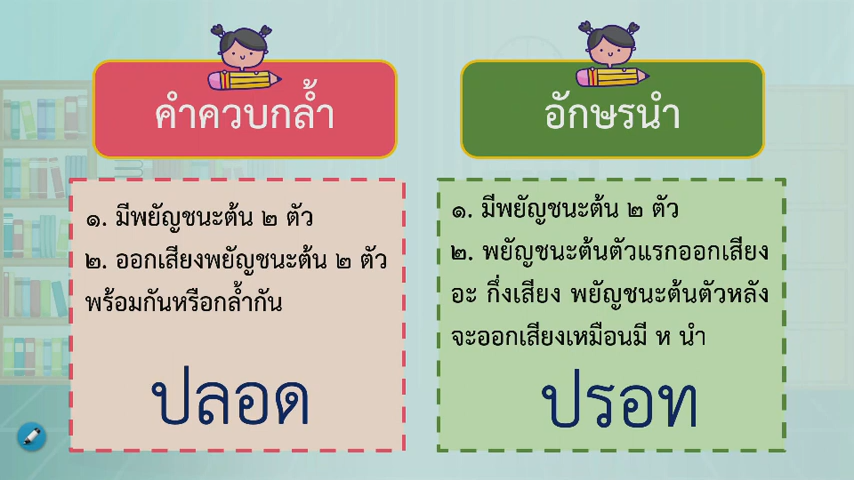 คำควบกล้ำ
๑. มีพยัญชนะต้น ๒ ตัว
๒. ออกเสียงพยัญชนะต้น ๒ ตัว
พร้อมกันหรือกล้ำกัน
ปลอด
อักษรนำ
๑. มีพยัญชนะต้น ๒ ตัว
๒. พยัญชนะต้นตัวแรกออกเสียง
อะ กึ่งเสียง พยัญชนะต้นตัวหลัง
จะออกเสียงเหมือนมี ห นำ
ปรอท